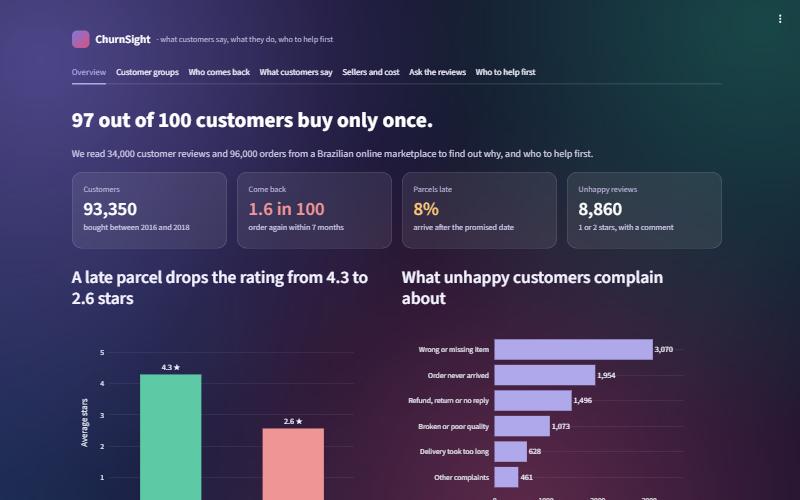 ChurnSight - what customers say, what they do, who to help first
Overview Customer groups Who comes back What customers say Sellers and cost Ask the reviews Who to help first
97 out of 100 customers buy only once.
We read 34,000 customer reviews and 96,000 orders from a Brazilian online marketplace to find out why, and who to help first.
Customers
93,350
bought between 2016 and 2018
Come back
1.6 in 100
order again within 7 months
Parcels late
8%
arrive after the promised date
Unhappy reviews
8,860
1 or 2 stars, with a comment
A late parcel drops the rating from 4.3 to
2.6 stars
5
4
3
2
1
Average stars
4.3 ★
2.6 ★
What unhappy customers complain
about
Wrong or missing item 3,070
Order never arrived 1,954
Refund, return or no reply 1,496
Broken or poor quality 1,073
Delivery took too long 628
Other complaints 461